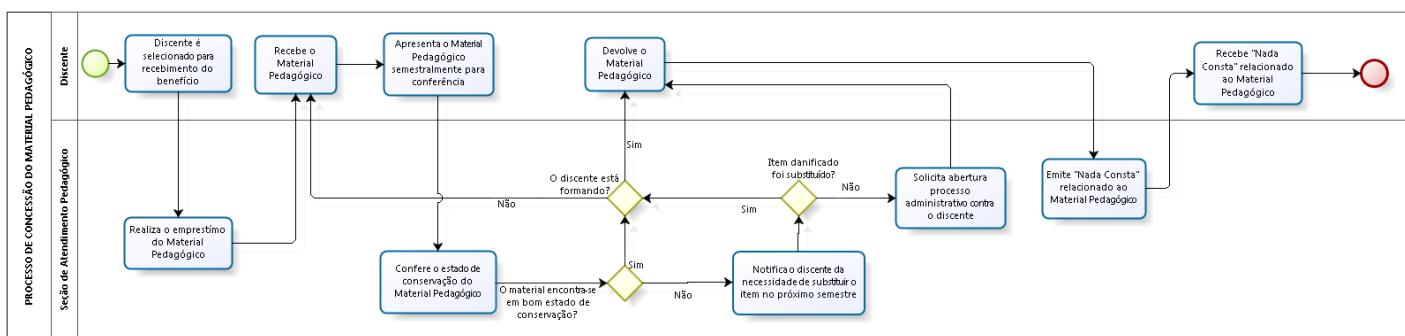 PROCESSO DE CONCESSÃO DO MATERIAL PEDAGÓGICO
Discente
Discente é
selecionado para
recebimento do
benefício
Recebe o
Material
Pedagógico
Apresenta o Material
Pedagógico
semestralmente para
conferência
Devolve o
Material
Pedagógico
Recebe "Nada
Consta" relacionado
ao Material
Pedagógico
Seção de Atendimento Pedagógico
Realiza o emprestímo
do Material
Pedagógico
Confere o estado de
conservação do
Material Pedagógico
O material encontra-se
em bom estado de
conservação?
Sim
Não
Notifica o discente da
necessidade de substituir o
item no próximo semestre
Item danificado
foi substituído?
Sim
Não
O discente está
formando?
Sim
Não
Solicita abertura
processo
administrativo contra
o discente
Emite "Nada Consta"
relacionado ao
Material Pedagógico